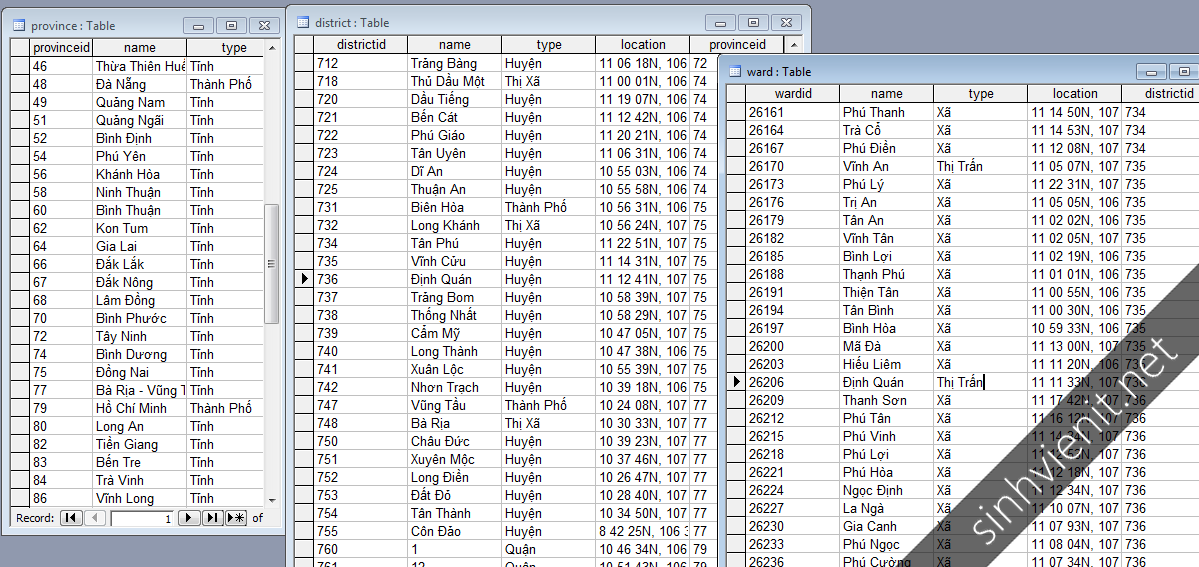 province : Table
provinceid name type
46 Thừa Thiên Huế Tỉnh
48 Đà Nẵng Thành Phố
49 Quảng Nam Tỉnh
51 Quảng Ngãi Tỉnh
52 Bình Định Tỉnh
54 Phú Yên Tỉnh
56 Khánh Hòa Tỉnh
58 Ninh Thuận Tỉnh
60 Bình Thuận Tỉnh
62 Kon Tum Tỉnh
64 Gia Lai Tỉnh
66 Đắk Lắk Tỉnh
67 Đắk Nông Tỉnh
68 Lâm Đồng Tỉnh
70 Bình Phước Tỉnh
72 Tây Ninh Tỉnh
74 Bình Dương Tỉnh
75 Đồng Nai Tỉnh
77 Bà Rịa - Vũng T Tỉnh
79 Hồ Chí Minh Thành Phố
80 Long An Tỉnh
82 Tiền Giang Tỉnh
83 Bến Tre Tỉnh
84 Trà Vinh Tỉnh
86 Vĩnh Long Tỉnh
Record: 1 of
district : Table
districtid name type location provinceid
712 Trảng Bàng Huyện 11 06 18N, 106 72
718 Thủ Dầu Một Thị Xã 11 00 01N, 106 74
720 Dầu Tiếng Huyện 11 19 07N, 106 74
721 Bến Cát Huyện 11 12 42N, 106 74
722 Phú Giáo Huyện 11 20 21N, 106 74
723 Tân Uyên Huyện 11 06 31N, 106 74
724 Dĩ An Huyện 10 55 03N, 106 74
725 Thuận An Huyện 10 55 58N, 106 74
731 Biên Hòa Thành Phố 10 56 31N, 106 75
732 Long Khánh Thị Xã 10 56 24N, 107 75
734 Tân Phú Huyện 11 22 51N, 107 75
735 Vĩnh Cửu Huyện 11 14 31N, 107 75
736 Định Quán Huyện 11 12 41N, 107 75
737 Trảng Bom Huyện 10 58 39N, 107 75
738 Thống Nhất Huyện 10 58 29N, 107 75
739 Cẩm Mỹ Huyện 10 47 05N, 107 75
740 Long Thành Huyện 10 47 38N, 106 75
741 Xuân Lộc Huyện 10 55 39N, 107 75
742 Nhơn Trạch Huyện 10 39 18N, 106 75
747 Vũng Tầu Thành Phố 10 24 08N, 107 77
748 Bà Rịa Thị Xã 10 30 33N, 107 77
750 Châu Đức Huyện 10 39 23N, 107 77
751 Xuyên Mộc Huyện 10 37 46N, 107 77
752 Long Điền Huyện 10 26 47N, 107 77
753 Đất Đỏ Huyện 10 28 40N, 107 77
754 Tân Thành Huyện 10 34 50N, 107 77
755 Côn Đảo Huyện 8 42 25N, 106 3 77
760 1 Quận 10 46 34N, 106 79
761 12 Quận 10 51 43N, 106 79
ward : Table
wardid name type location districtid
26161 Phú Thanh Xã 11 14 50N, 107 734
26164 Trà Cổ Xã 11 14 53N, 107 734
26167 Phú Điền Xã 11 12 08N, 107 734
26170 Vĩnh An Thị Trấn 11 05 07N, 107 735
26173 Phú Lý Xã 11 22 31N, 107 735
26176 Trị An Xã 11 05 05N, 106 735
26179 Tân An Xã 11 02 02N, 106 735
26182 Vĩnh Tân Xã 11 02 05N, 107 735
26185 Bình Lợi Xã 11 02 19N, 106 735
26188 Thạnh Phú Xã 11 01 01N, 106 735
26191 Thiện Tân Xã 11 00 55N, 106 735
26194 Tân Bình Xã 11 00 30N, 106 735
26197 Bình Hòa Xã 10 59 33N, 106 735
26200 Mã Đà Xã 11 13 00N, 107 735
26203 Hiếu Liêm Xã 11 11 20N, 106 735
26206 Định Quán Thị Trấn 11 11 33N, 107 736
26209 Thanh Sơn Xã 11 17 42N, 107 736
26212 Phú Tân Xã 11 16 12N, 107 736
26215 Phú Vinh Xã 11 14 34N, 107 736
26218 Phú Lợi Xã 11 12 53N, 107 736
26221 Phú Hòa Xã 11 12 18N, 107 736
26224 Ngọc Định Xã 11 12 34N, 107 736
26227 La Ngà Xã 11 10 07N, 107 736
26230 Gia Canh Xã 11 07 93N, 107 736
26233 Phú Ngọc Xã 11 08 04N, 107 736
26236 Phú Cường Xã 11 07 34N, 107 736
sinhvienit.net